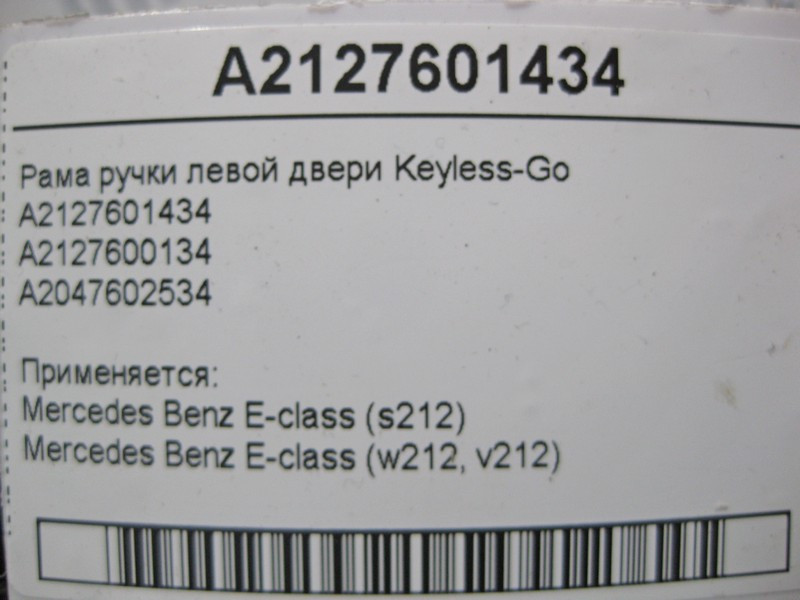 A2127601434
Рама ручки левой двери Keyless-Go
A2127601434
A2127600134
A2047602534
Применяется:
Mercedes Benz E-class (s212)
Mercedes Benz E-class (w212, v212)